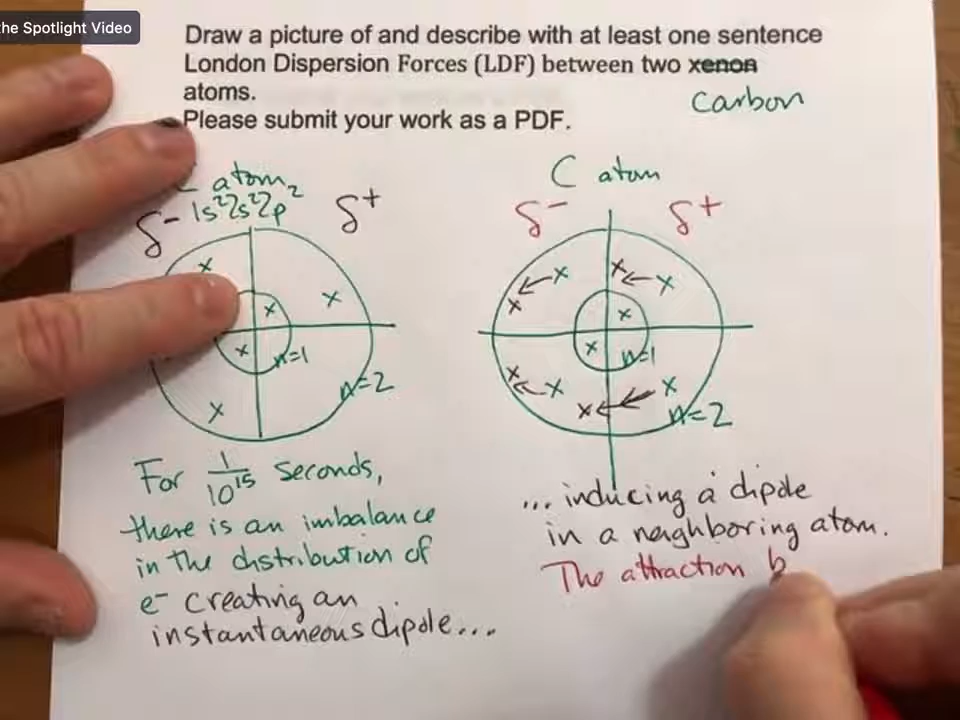 the Spotlight Video
Draw a picture of and describe with at least one sentence
London Dispersion Forces (LDF) between two xenon
atoms.
Carbon
Please submit your work as a PDF.
atom
1s²2s²2p²
δ- δ+
x
x
x
x
x
n=1
n=2
For 1/10¹⁵ seconds,
there is an imbalance
in the distribution of
e- creating an
instantaneous dipole...
C atom
δ- δ+
x ← x
x ← x
x
x
x
n=1
x ← x
x ← x
n=2
...inducing a dipole
in a neighboring atom.
The attraction b